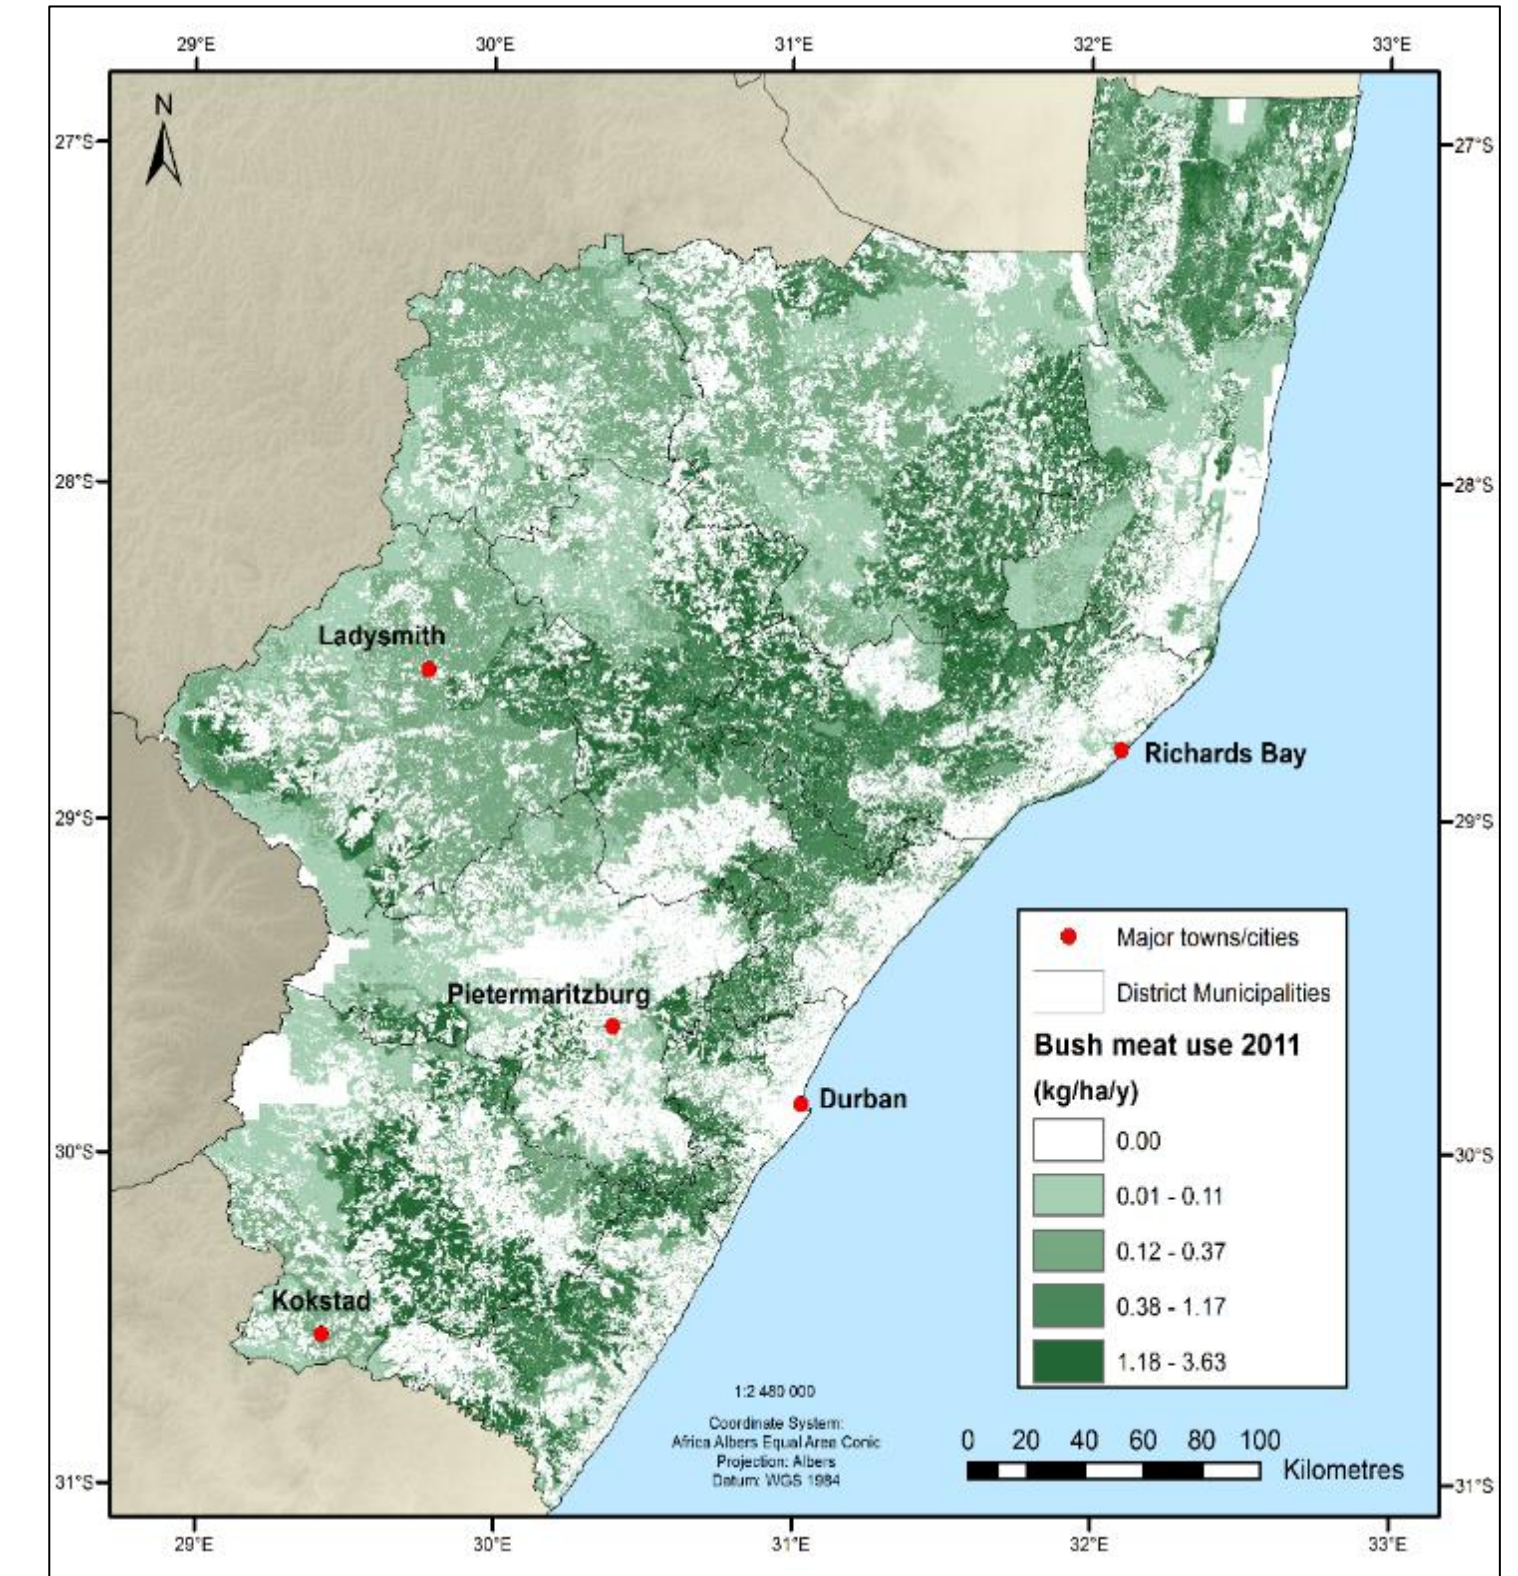 29°E 30°E 31°E 32°E 33°E
N
27°S 27°S
28°S 28°S
Ladysmith
Richards Bay
29°S 29°S
Major towns/cities
District Municipalities
Pietermaritzburg
Bush meat use 2011
(kg/ha/y)
Durban
0.00
30°S 30°S
0.01 - 0.11
0.12 - 0.37
Kokstad
0.38 - 1.17
1.18 - 3.63
1:2 480 000
Coordinate System:
Africa Albers Equal Area Conic
Projection: Albers
Datum: WGS 1984
0 20 40 60 80 100
Kilometres
31°S 31°S
29°E 30°E 31°E 32°E 33°E